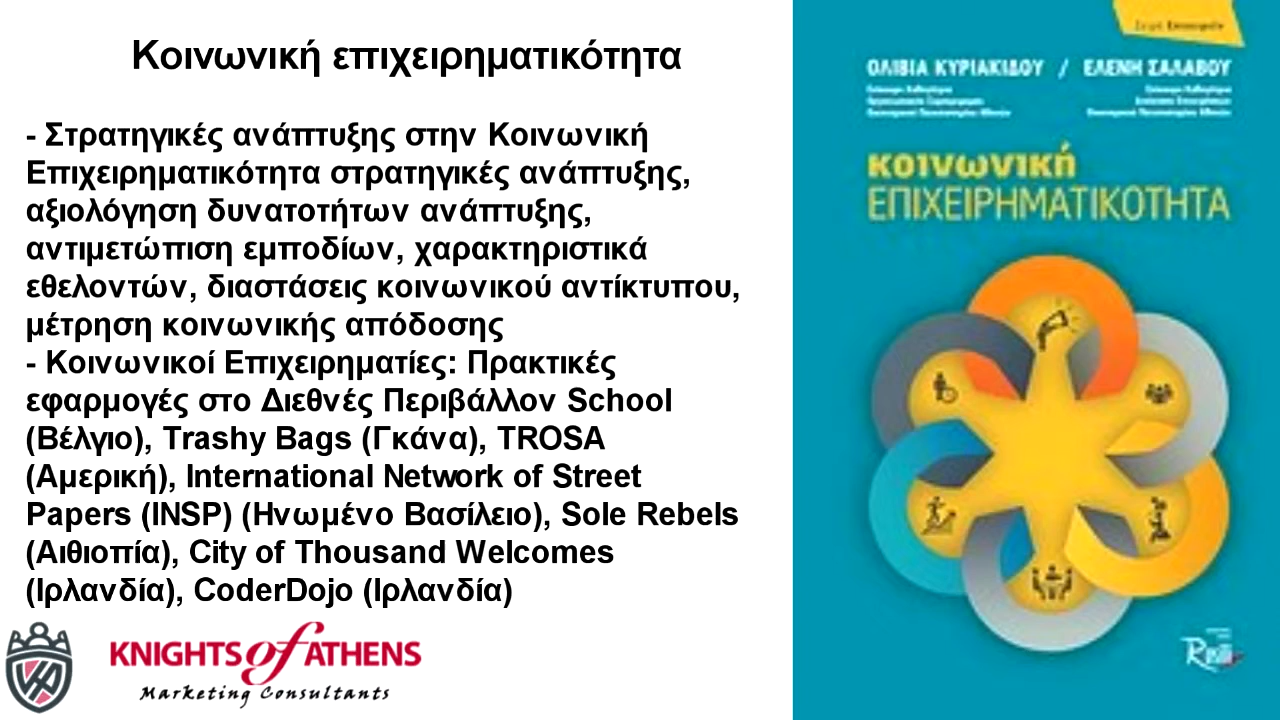 Κοινωνική επιχειρηματικότητα
- Στρατηγικές ανάπτυξης στην Κοινωνική
Επιχειρηματικότητα στρατηγικές ανάπτυξης,
αξιολόγηση δυνατοτήτων ανάπτυξης,
αντιμετώπιση εμποδίων, χαρακτηριστικά
εθελοντών, διαστάσεις κοινωνικού αντίκτυπου,
μέτρηση κοινωνικής απόδοσης
- Κοινωνικοί Επιχειρηματίες: Πρακτικές
εφαρμογές στο Διεθνές Περιβάλλον School
(Βέλγιο), Trashy Bags (Γκάνα), TROSA
(Αμερική), International Network of Street
Papers (INSP) (Ηνωμένο Βασίλειο), Sole Rebels
(Αιθιοπία), City of Thousand Welcomes
(Ιρλανδία), CoderDojo (Ιρλανδία)
KNIGHTS of ATHENS
Marketing Consultants
ΟΛΙΒΙΑ ΚΥΡΙΑΚΙΔΟΥ / ΕΛΕΝΗ ΣΑΛΑΒΟΥ
κοινωνική
ΕΠΙΧΕΙΡΗΜΑΤΙΚΟΤΗΤΑ